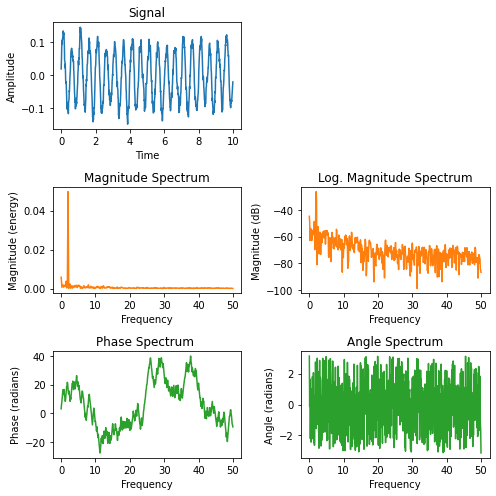 Signal
0.1
0.0
−0.1
Amplitude
0 2 4 6 8 10
Time
Magnitude Spectrum
0.04
0.02
0.00
Magnitude (energy)
0 10 20 30 40 50
Frequency
Log. Magnitude Spectrum
−40
−60
−80
−100
Magnitude (dB)
0 10 20 30 40 50
Frequency
Phase Spectrum
40
20
0
−20
Phase (radians)
0 10 20 30 40 50
Frequency
Angle Spectrum
2
0
−2
Angle (radians)
0 10 20 30 40 50
Frequency